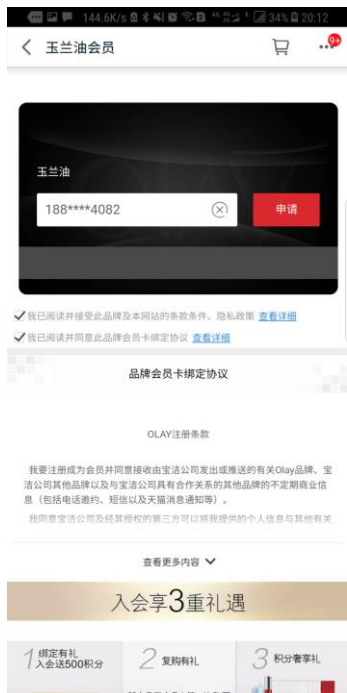 144.6K/s 34% 20:12
玉兰油会员
9+
玉兰油
188****4082
申请
我已阅读并接受此品牌及本网站的条款条件、隐私政策 查看详细
我已阅读并同意此品牌会员卡绑定协议 查看详细
品牌会员卡绑定协议
OLAY注册条款
我要注册成为会员并同意接收由宝洁公司发出或推送的有关Olay品牌、宝
洁公司其他品牌以及与宝洁公司具有合作关系的其他品牌的不定期商业信
息（包括电话邀约、短信以及天猫消息通知等）。
我同意宝洁公司及经其授权的第三方可以将我提供的个人信息与其他有关
查看更多内容
入会享3重礼遇
1 绑定有礼
入会送500积分
2 复购有礼
3 积分奢享礼